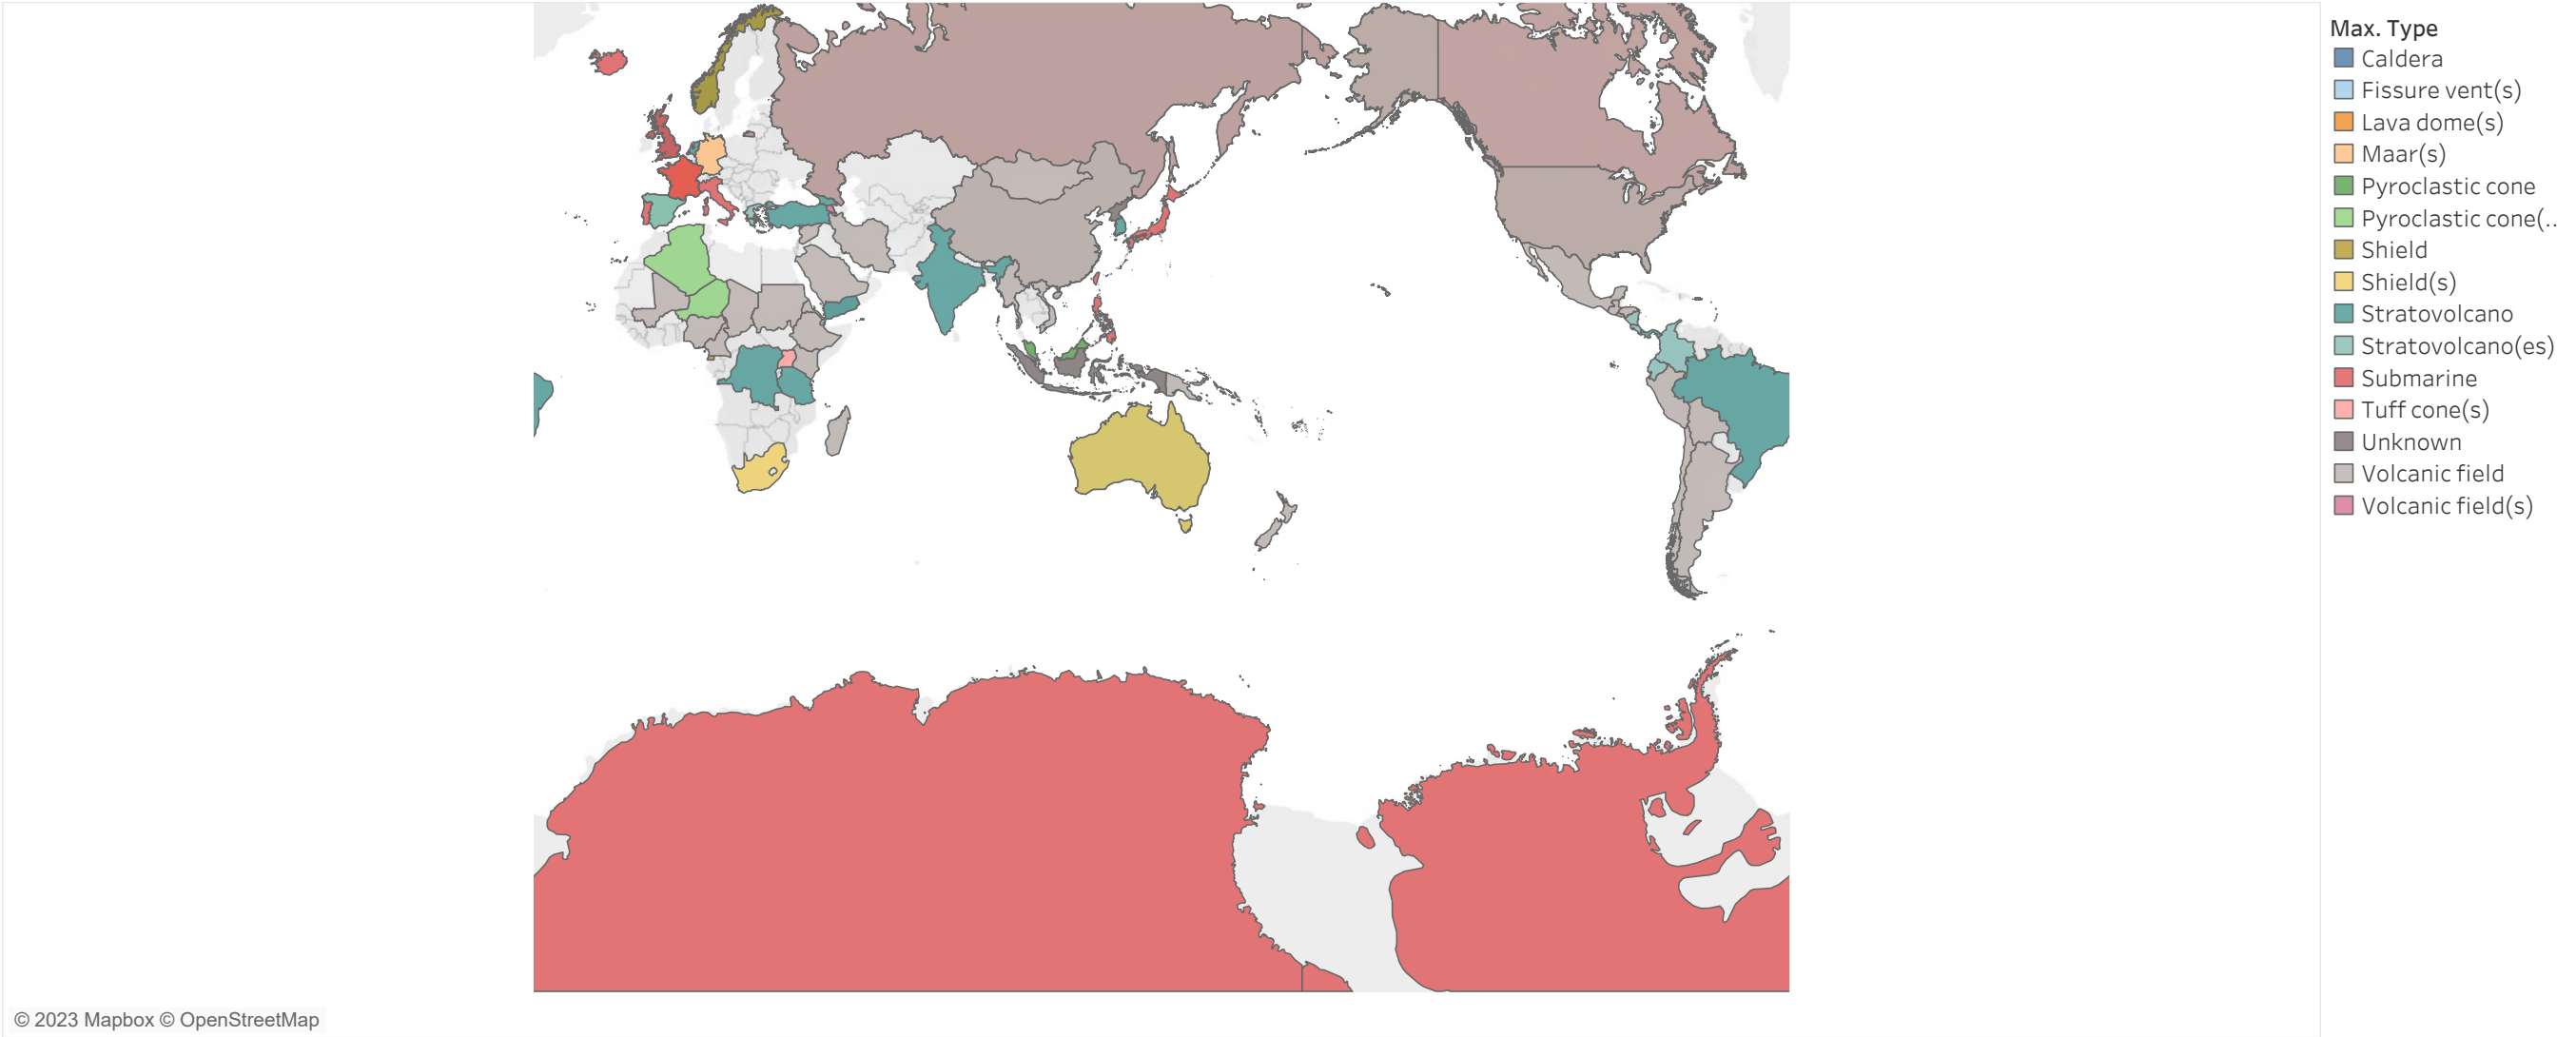 Max. Type
Caldera
Fissure vent(s)
Lava dome(s)
Maar(s)
Pyroclastic cone
Pyroclastic cone(..
Shield
Shield(s)
Stratovolcano
Stratovolcano(es)
Submarine
Tuff cone(s)
Unknown
Volcanic field
Volcanic field(s)
© 2023 Mapbox © OpenStreetMap